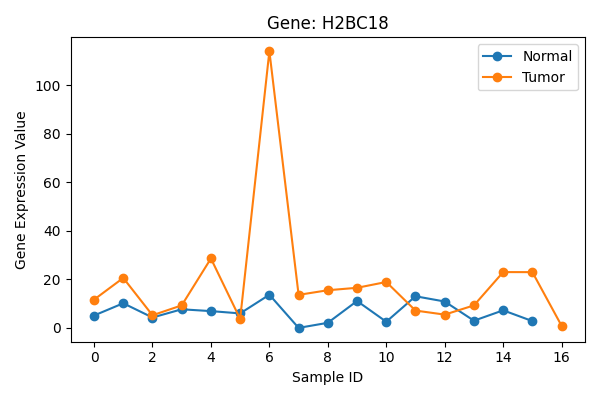 Gene: H2BC18
Normal
Tumor
Gene Expression Value
100
80
60
40
20
0
0 2 4 6 8 10 12 14 16
Sample ID